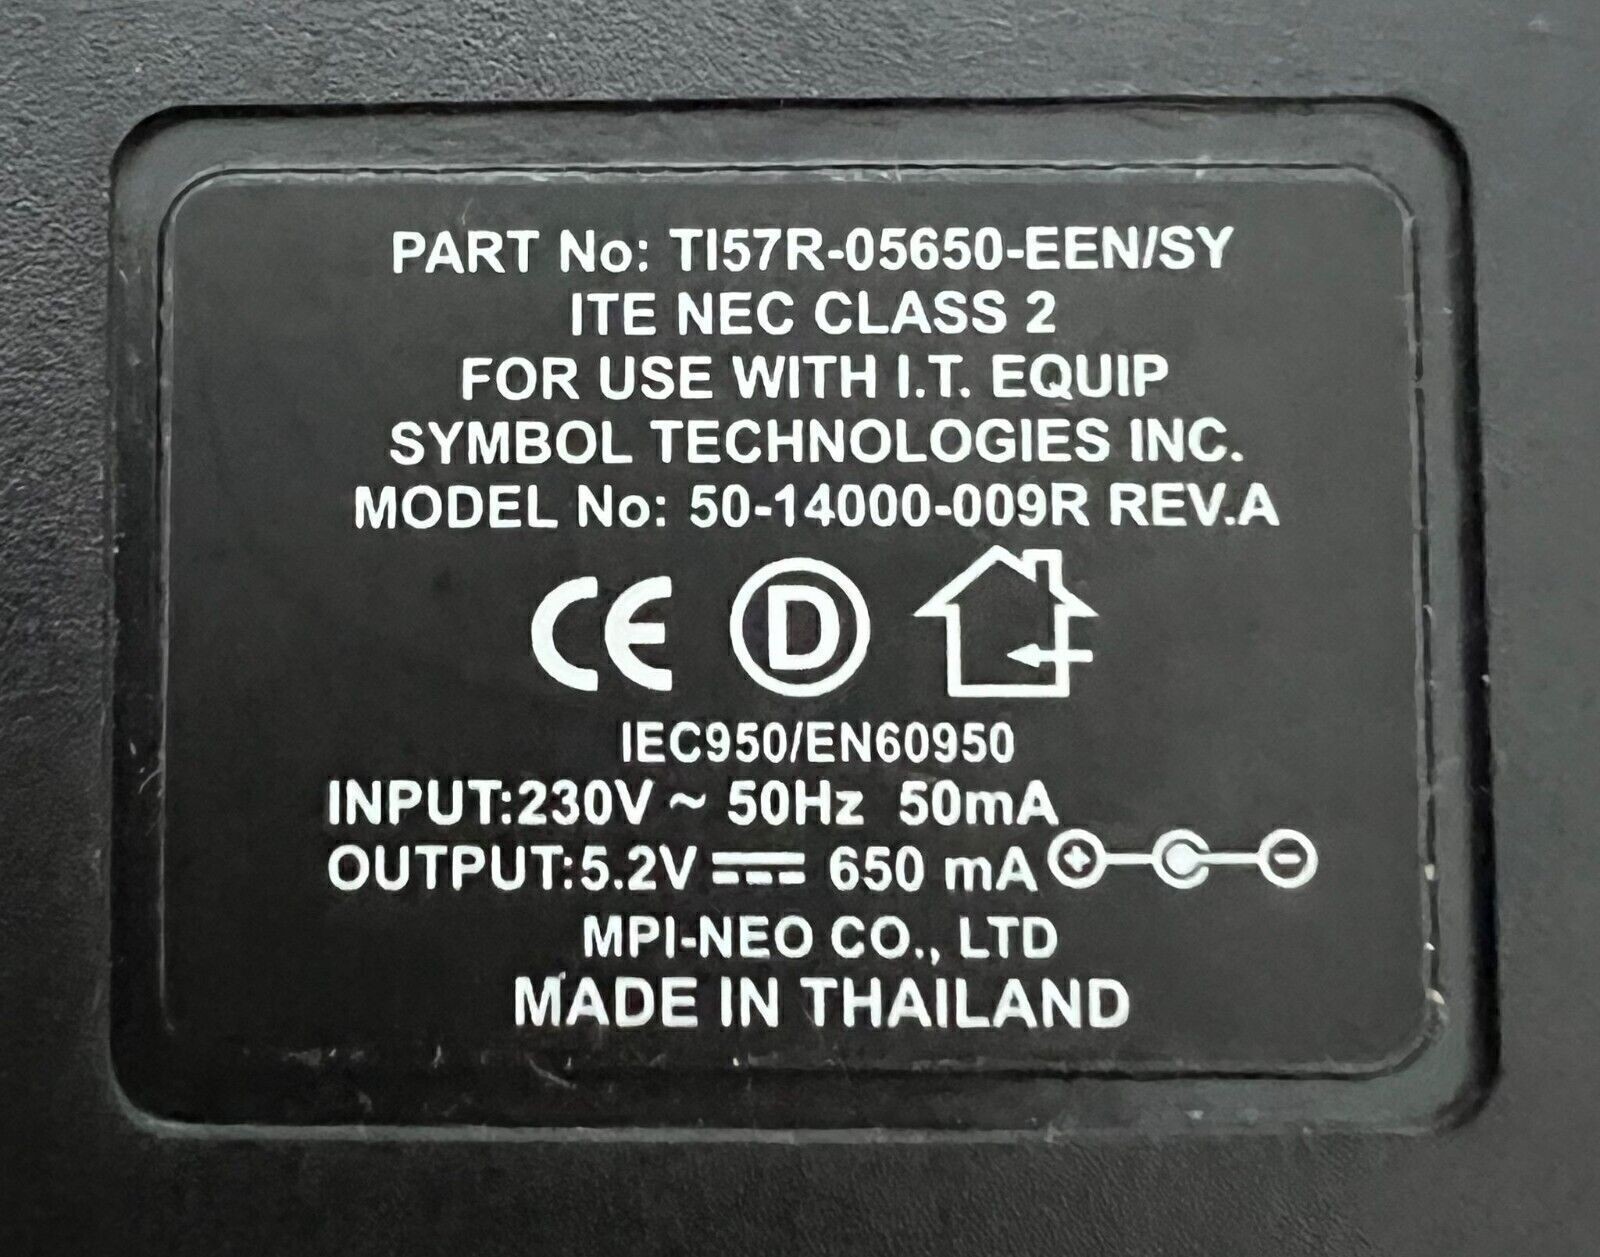 PART No: TI57R-05650-EEN/SY
ITE NEC CLASS 2
FOR USE WITH I.T. EQUIP
SYMBOL TECHNOLOGIES INC.
MODEL No: 50-14000-009R REV.A
CE D
IEC950/EN60950
INPUT:230V ~ 50Hz 50mA
OUTPUT:5.2V ⎓ 650 mA + -
MPI-NEO CO., LTD
MADE IN THAILAND